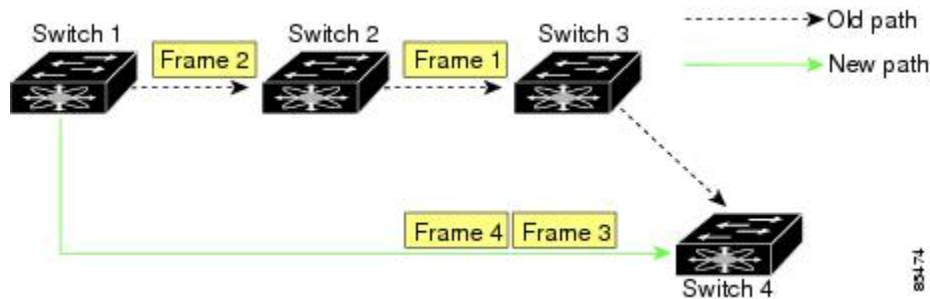 Switch 1
Switch 2
Switch 3
Old path
New path
Frame 2
Frame 1
Frame 4
Frame 3
Switch 4
85474